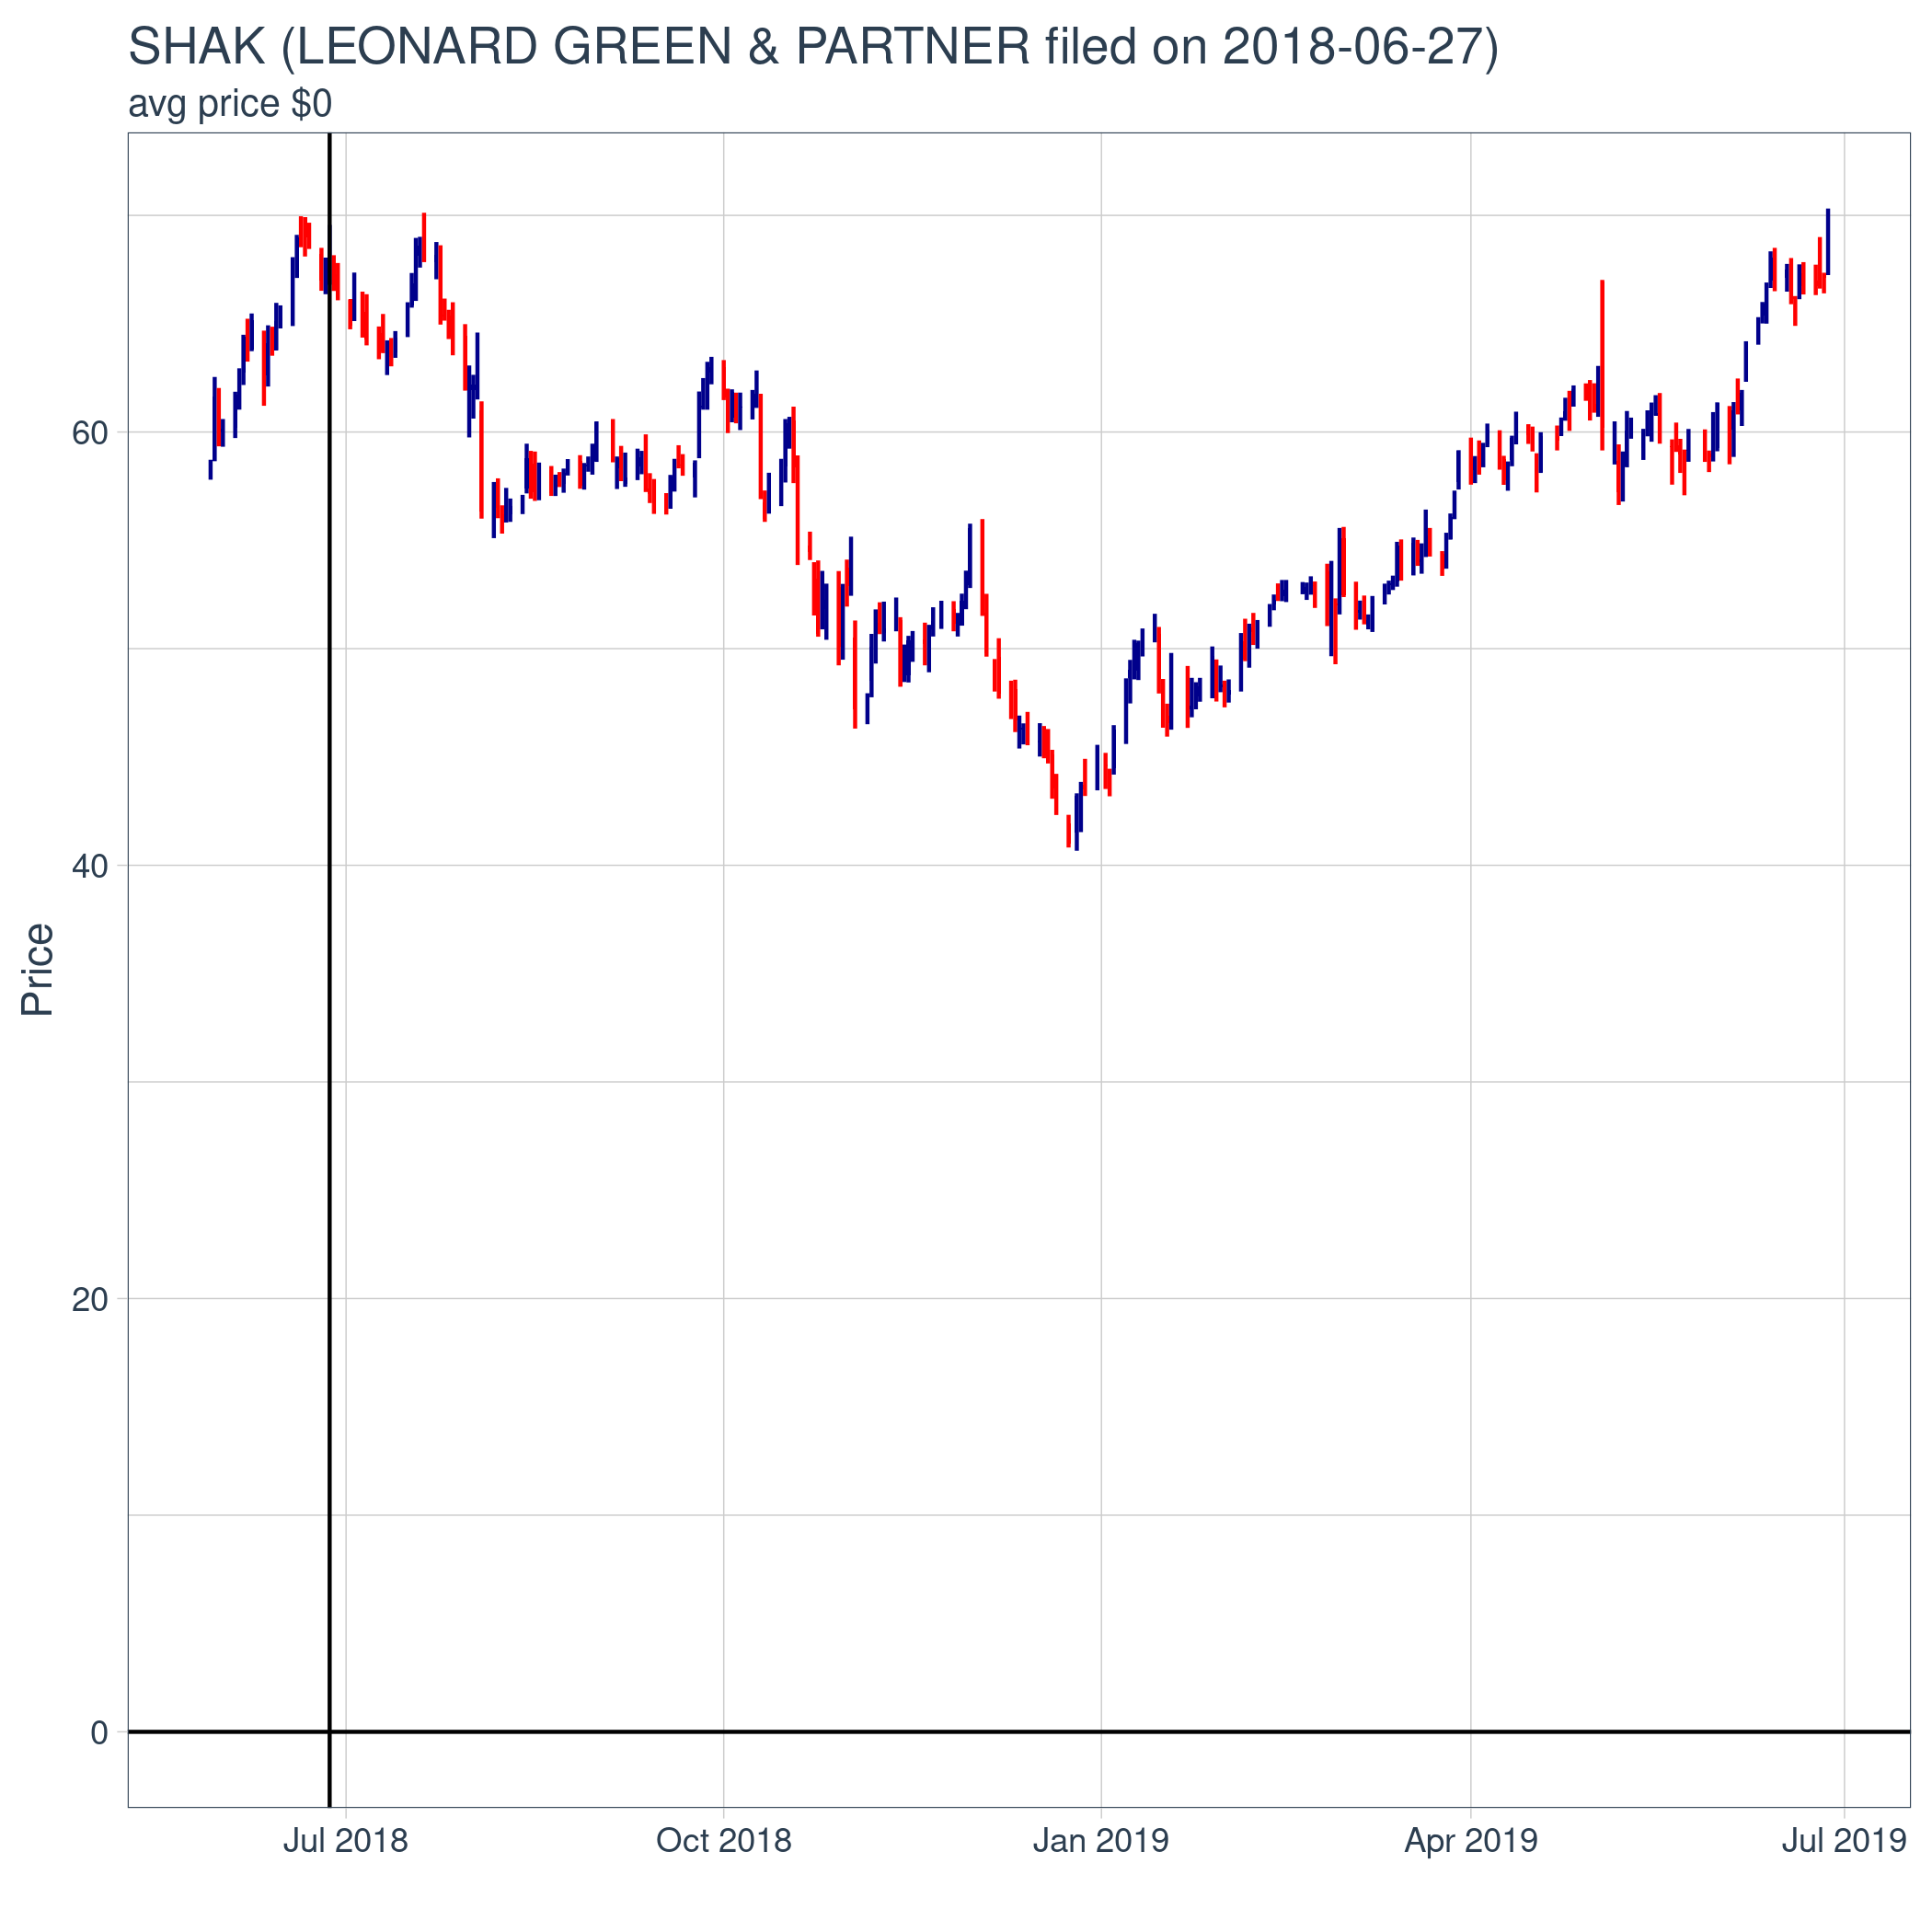 SHAK (LEONARD GREEN & PARTNER filed on 2018-06-27)
avg price $0
Price
60
40
20
0
Jul 2018 Oct 2018 Jan 2019 Apr 2019 Jul 2019